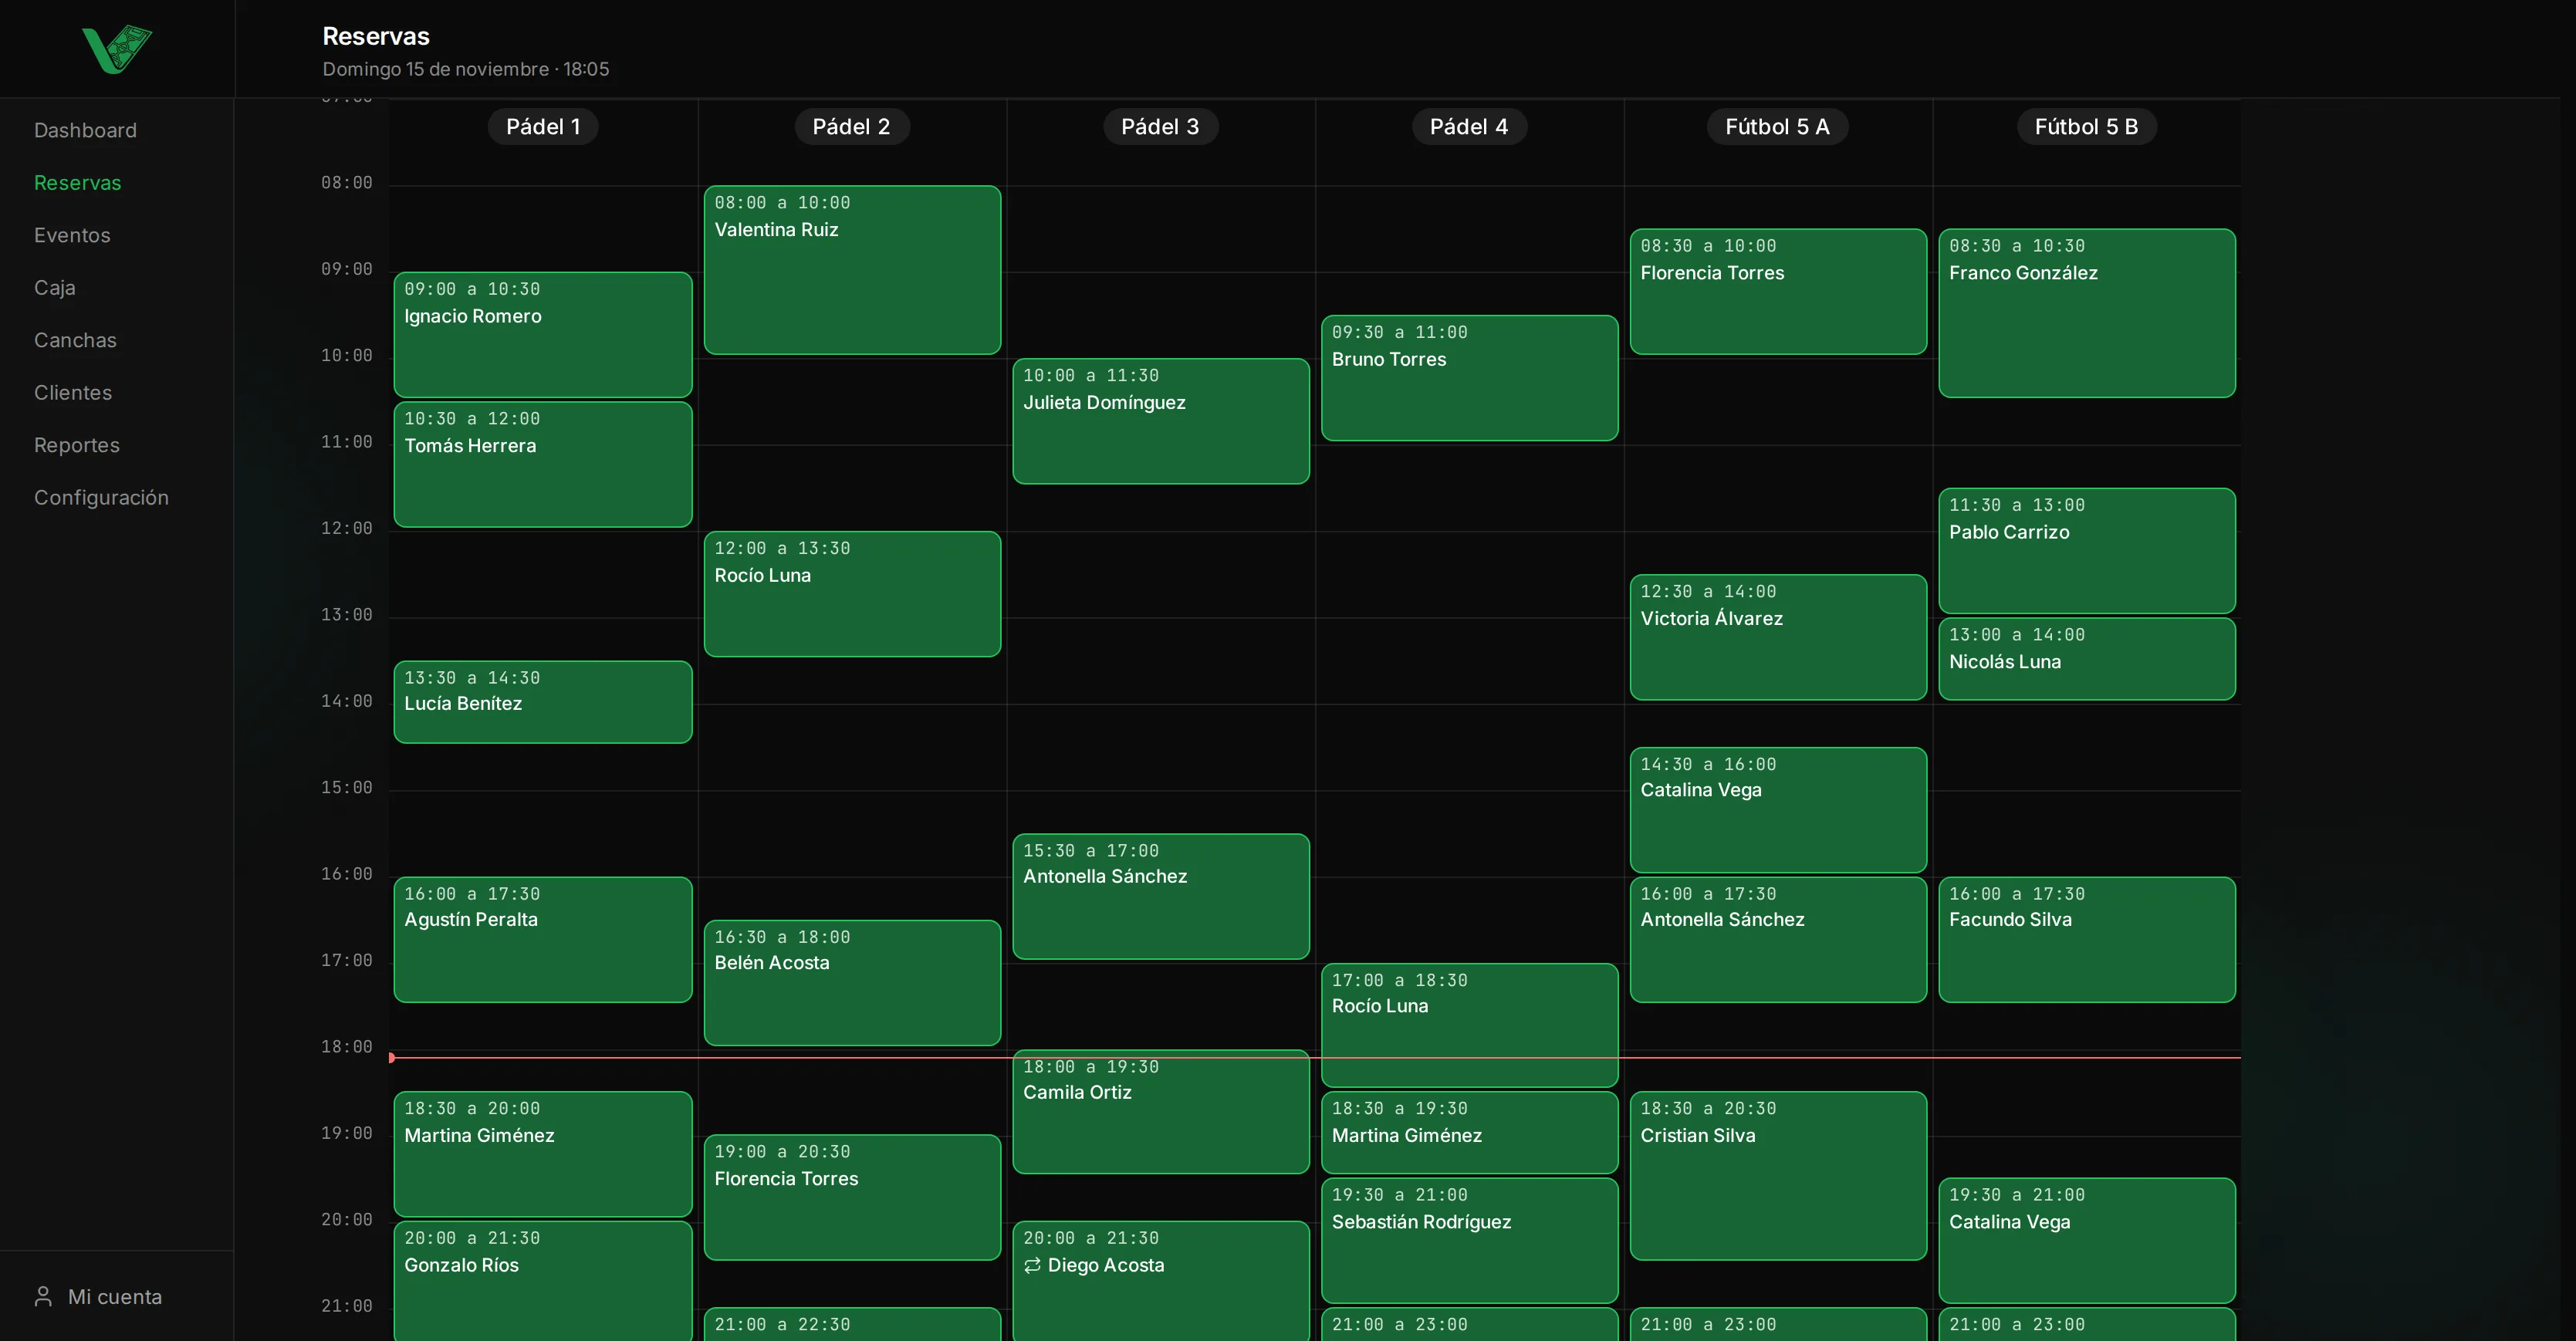 Reservas
Domingo 15 de noviembre · 18:05
Dashboard
Reservas
Eventos
Caja
Canchas
Clientes
Reportes
Configuración
Mi cuenta
Pádel 1
Pádel 2
Pádel 3
Pádel 4
Fútbol 5 A
Fútbol 5 B
08:00
09:00
10:00
11:00
12:00
13:00
14:00
15:00
16:00
17:00
18:00
19:00
20:00
21:00
09:00 a 10:30
Ignacio Romero
10:30 a 12:00
Tomás Herrera
13:30 a 14:30
Lucía Benítez
16:00 a 17:30
Agustín Peralta
18:30 a 20:00
Martina Giménez
20:00 a 21:30
Gonzalo Ríos
08:00 a 10:00
Valentina Ruiz
12:00 a 13:30
Rocío Luna
16:30 a 18:00
Belén Acosta
19:00 a 20:30
Florencia Torres
21:00 a 22:30
10:00 a 11:30
Julieta Domínguez
15:30 a 17:00
Antonella Sánchez
18:00 a 19:30
Camila Ortiz
20:00 a 21:30
Diego Acosta
09:30 a 11:00
Bruno Torres
17:00 a 18:30
Rocío Luna
18:30 a 19:30
Martina Giménez
19:30 a 21:00
Sebastián Rodríguez
21:00 a 23:00
08:30 a 10:00
Florencia Torres
12:30 a 14:00
Victoria Álvarez
14:30 a 16:00
Catalina Vega
16:00 a 17:30
Antonella Sánchez
18:30 a 20:30
Cristian Silva
21:00 a 23:00
08:30 a 10:30
Franco González
11:30 a 13:00
Pablo Carrizo
13:00 a 14:00
Nicolás Luna
16:00 a 17:30
Facundo Silva
19:30 a 21:00
Catalina Vega
21:00 a 23:00